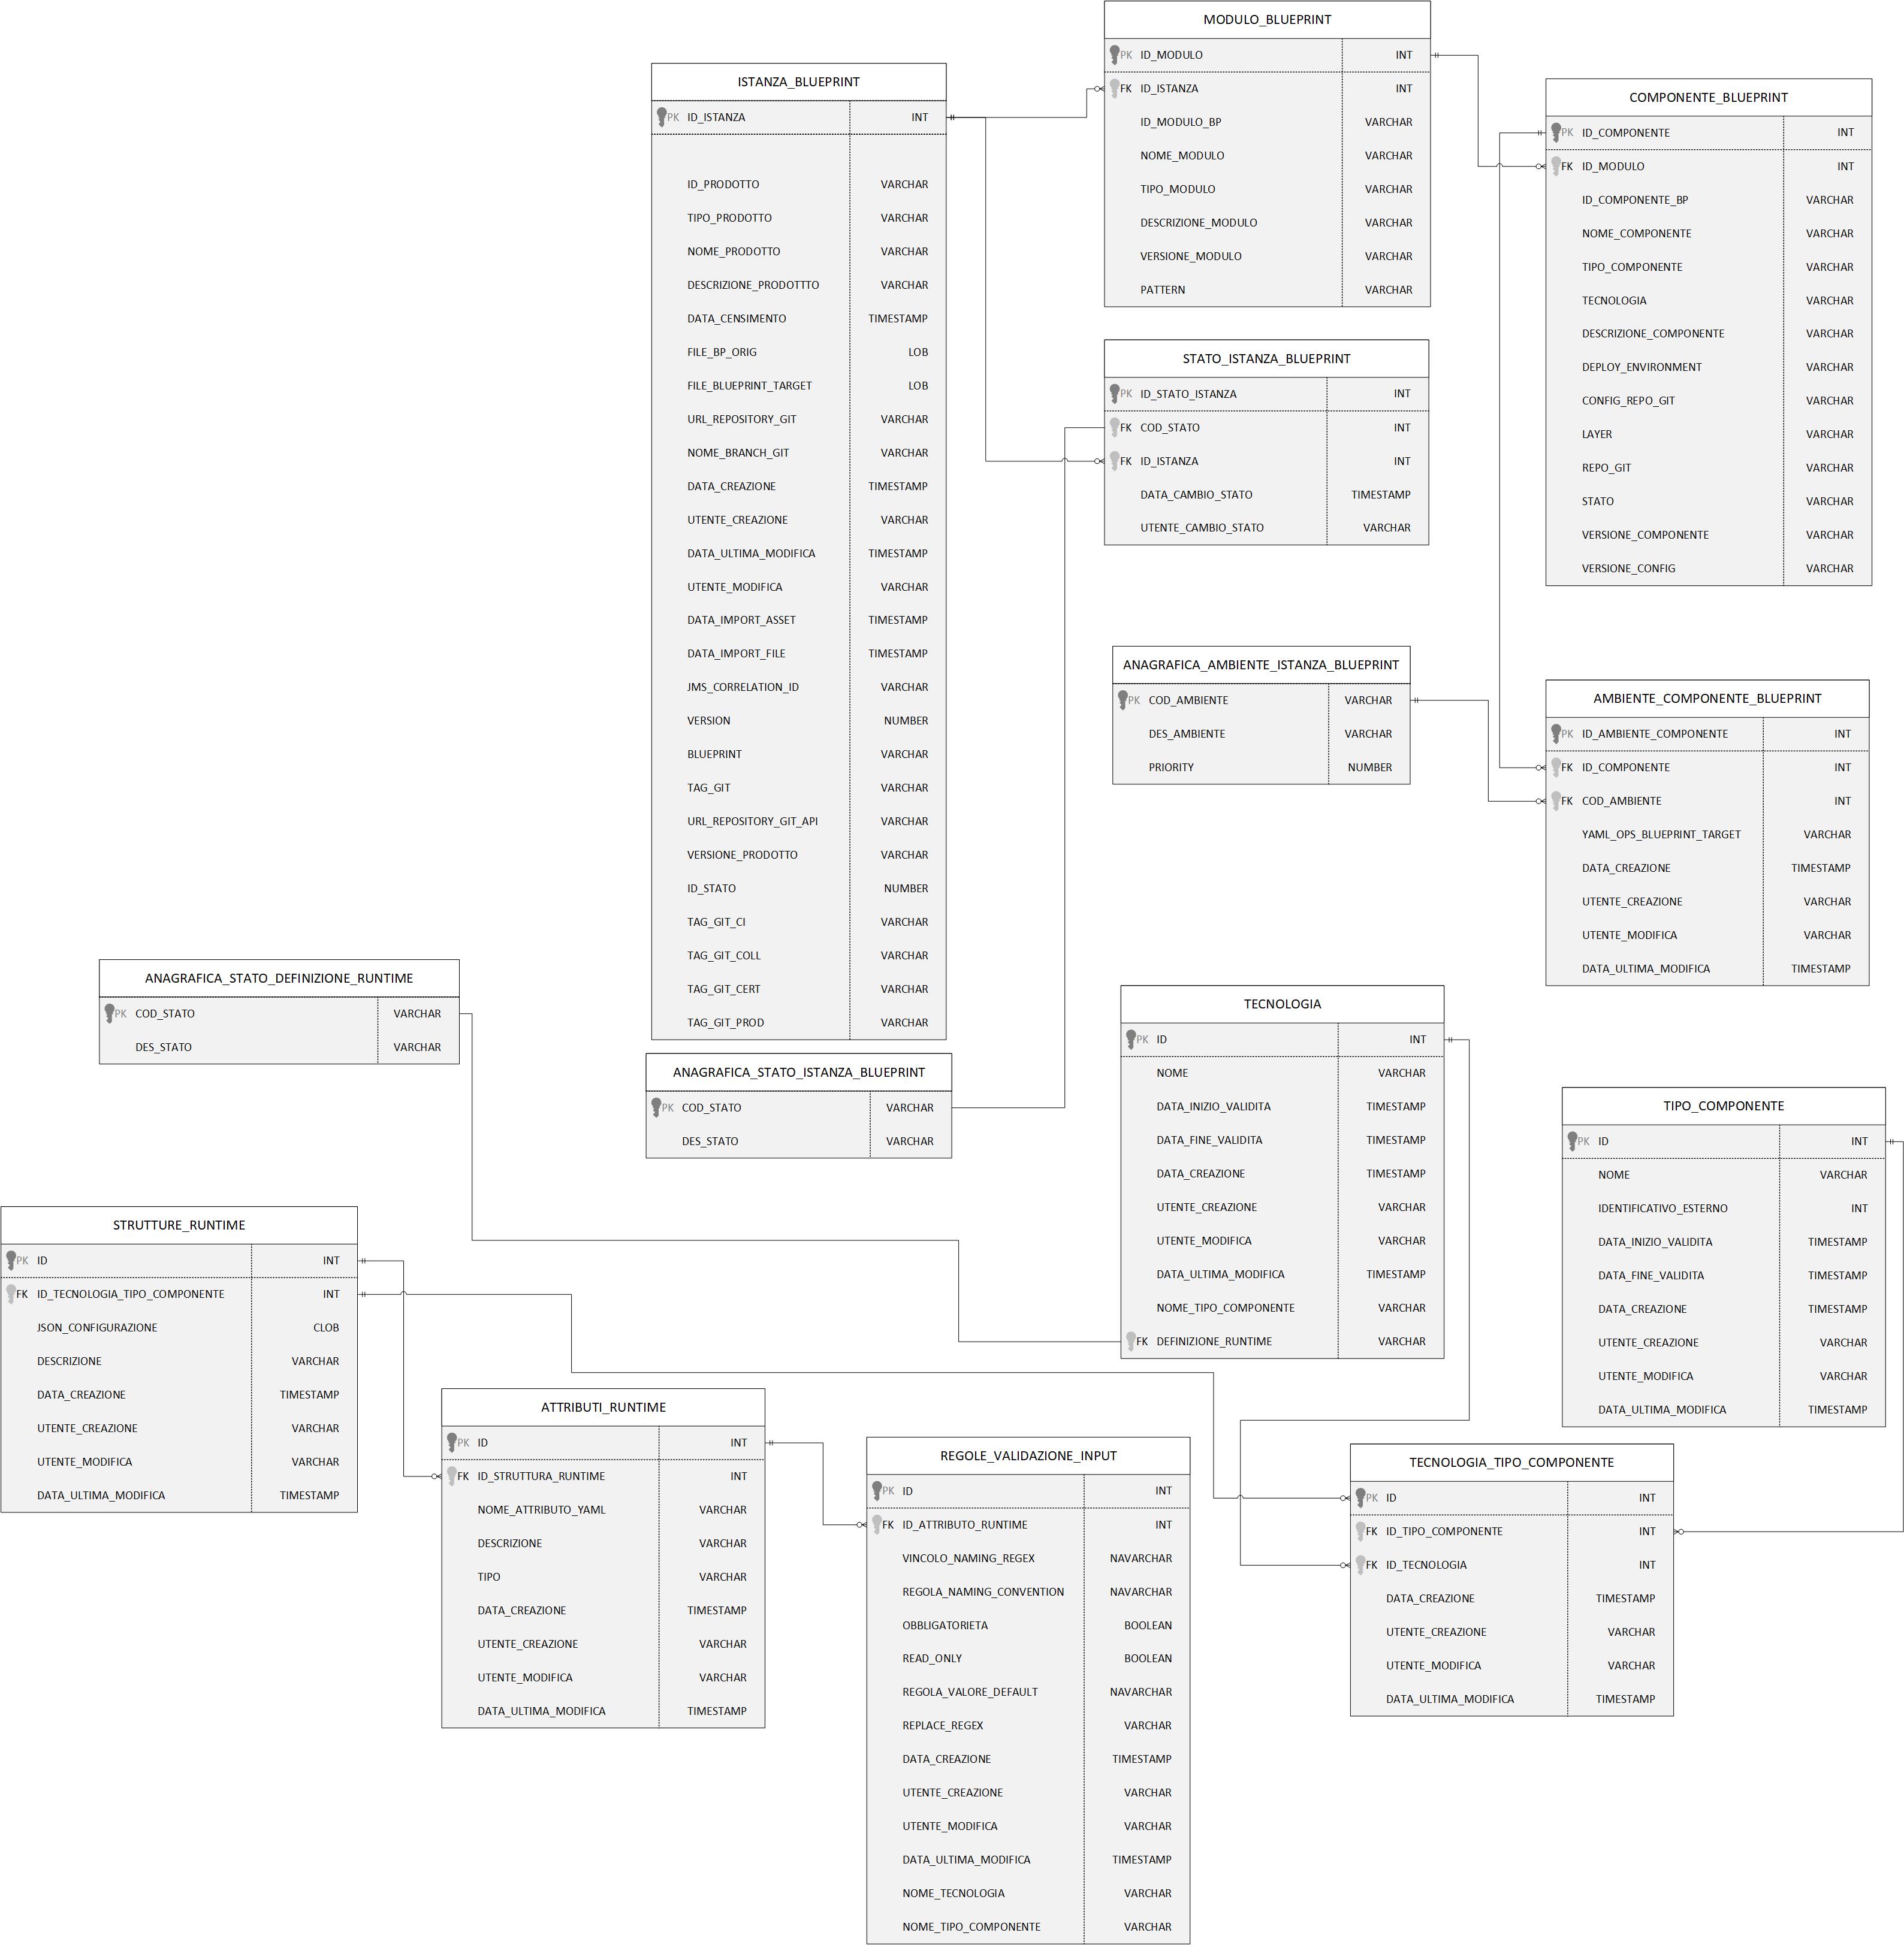 MODULO_BLUEPRINT
PK ID_MODULO INT
FK ID_ISTANZA INT
ID_MODULO_BP VARCHAR
NOME_MODULO VARCHAR
TIPO_MODULO VARCHAR
DESCRIZIONE_MODULO VARCHAR
VERSIONE_MODULO VARCHAR
PATTERN VARCHAR
ISTANZA_BLUEPRINT
PK ID_ISTANZA INT
ID_PRODOTTO VARCHAR
TIPO_PRODOTTO VARCHAR
NOME_PRODOTTO VARCHAR
DESCRIZIONE_PRODOTTTO VARCHAR
DATA_CENSIMENTO TIMESTAMP
FILE_BP_ORIG LOB
FILE_BLUEPRINT_TARGET LOB
URL_REPOSITORY_GIT VARCHAR
NOME_BRANCH_GIT VARCHAR
DATA_CREAZIONE TIMESTAMP
UTENTE_CREAZIONE VARCHAR
DATA_ULTIMA_MODIFICA TIMESTAMP
UTENTE_MODIFICA VARCHAR
DATA_IMPORT_ASSET TIMESTAMP
DATA_IMPORT_FILE TIMESTAMP
JMS_CORRELATION_ID VARCHAR
VERSION NUMBER
BLUEPRINT VARCHAR
TAG_GIT VARCHAR
URL_REPOSITORY_GIT_API VARCHAR
VERSIONE_PRODOTTO VARCHAR
ID_STATO NUMBER
TAG_GIT_CI VARCHAR
TAG_GIT_COLL VARCHAR
TAG_GIT_CERT VARCHAR
TAG_GIT_PROD VARCHAR
COMPONENTE_BLUEPRINT
PK ID_COMPONENTE INT
FK ID_MODULO INT
ID_COMPONENTE_BP VARCHAR
NOME_COMPONENTE VARCHAR
TIPO_COMPONENTE VARCHAR
TECNOLOGIA VARCHAR
DESCRIZIONE_COMPONENTE VARCHAR
DEPLOY_ENVIRONMENT VARCHAR
CONFIG_REPO_GIT VARCHAR
LAYER VARCHAR
REPO_GIT VARCHAR
STATO VARCHAR
VERSIONE_COMPONENTE VARCHAR
VERSIONE_CONFIG VARCHAR
STATO_ISTANZA_BLUEPRINT
PK ID_STATO_ISTANZA INT
FK COD_STATO INT
FK ID_ISTANZA INT
DATA_CAMBIO_STATO TIMESTAMP
UTENTE_CAMBIO_STATO VARCHAR
ANAGRAFICA_AMBIENTE_ISTANZA_BLUEPRINT
PK COD_AMBIENTE VARCHAR
DES_AMBIENTE VARCHAR
PRIORITY NUMBER
AMBIENTE_COMPONENTE_BLUEPRINT
PK ID_AMBIENTE_COMPONENTE INT
FK ID_COMPONENTE INT
FK COD_AMBIENTE INT
YAML_OPS_BLUEPRINT_TARGET VARCHAR
DATA_CREAZIONE TIMESTAMP
UTENTE_CREAZIONE VARCHAR
UTENTE_MODIFICA VARCHAR
DATA_ULTIMA_MODIFICA TIMESTAMP
ANAGRAFICA_STATO_DEFINIZIONE_RUNTIME
PK COD_STATO VARCHAR
DES_STATO VARCHAR
ANAGRAFICA_STATO_ISTANZA_BLUEPRINT
PK COD_STATO VARCHAR
DES_STATO VARCHAR
TECNOLOGIA
PK ID INT
NOME VARCHAR
DATA_INIZIO_VALIDITA TIMESTAMP
DATA_FINE_VALIDITA TIMESTAMP
DATA_CREAZIONE TIMESTAMP
UTENTE_CREAZIONE VARCHAR
UTENTE_MODIFICA VARCHAR
DATA_ULTIMA_MODIFICA TIMESTAMP
NOME_TIPO_COMPONENTE VARCHAR
FK DEFINIZIONE_RUNTIME VARCHAR
TIPO_COMPONENTE
PK ID INT
NOME VARCHAR
IDENTIFICATIVO_ESTERNO INT
DATA_INIZIO_VALIDITA TIMESTAMP
DATA_FINE_VALIDITA TIMESTAMP
DATA_CREAZIONE TIMESTAMP
UTENTE_CREAZIONE VARCHAR
UTENTE_MODIFICA VARCHAR
DATA_ULTIMA_MODIFICA TIMESTAMP
STRUTTURE_RUNTIME
PK ID INT
FK ID_TECNOLOGIA_TIPO_COMPONENTE INT
JSON_CONFIGURAZIONE CLOB
DESCRIZIONE VARCHAR
DATA_CREAZIONE TIMESTAMP
UTENTE_CREAZIONE VARCHAR
UTENTE_MODIFICA VARCHAR
DATA_ULTIMA_MODIFICA TIMESTAMP
ATTRIBUTI_RUNTIME
PK ID INT
FK ID_STRUTTURA_RUNTIME INT
NOME_ATTRIBUTO_YAML VARCHAR
DESCRIZIONE VARCHAR
TIPO VARCHAR
DATA_CREAZIONE TIMESTAMP
UTENTE_CREAZIONE VARCHAR
UTENTE_MODIFICA VARCHAR
DATA_ULTIMA_MODIFICA TIMESTAMP
REGOLE_VALIDAZIONE_INPUT
PK ID INT
FK ID_ATTRIBUTO_RUNTIME INT
VINCOLO_NAMING_REGEX NAVARCHAR
REGOLA_NAMING_CONVENTION NAVARCHAR
OBBLIGATORIETA BOOLEAN
READ_ONLY BOOLEAN
REGOLA_VALORE_DEFAULT NAVARCHAR
REPLACE_REGEX VARCHAR
DATA_CREAZIONE TIMESTAMP
UTENTE_CREAZIONE VARCHAR
UTENTE_MODIFICA VARCHAR
DATA_ULTIMA_MODIFICA TIMESTAMP
NOME_TECNOLOGIA VARCHAR
NOME_TIPO_COMPONENTE VARCHAR
TECNOLOGIA_TIPO_COMPONENTE
PK ID INT
FK ID_TIPO_COMPONENTE INT
FK ID_TECNOLOGIA INT
DATA_CREAZIONE TIMESTAMP
UTENTE_CREAZIONE VARCHAR
UTENTE_MODIFICA VARCHAR
DATA_ULTIMA_MODIFICA TIMESTAMP